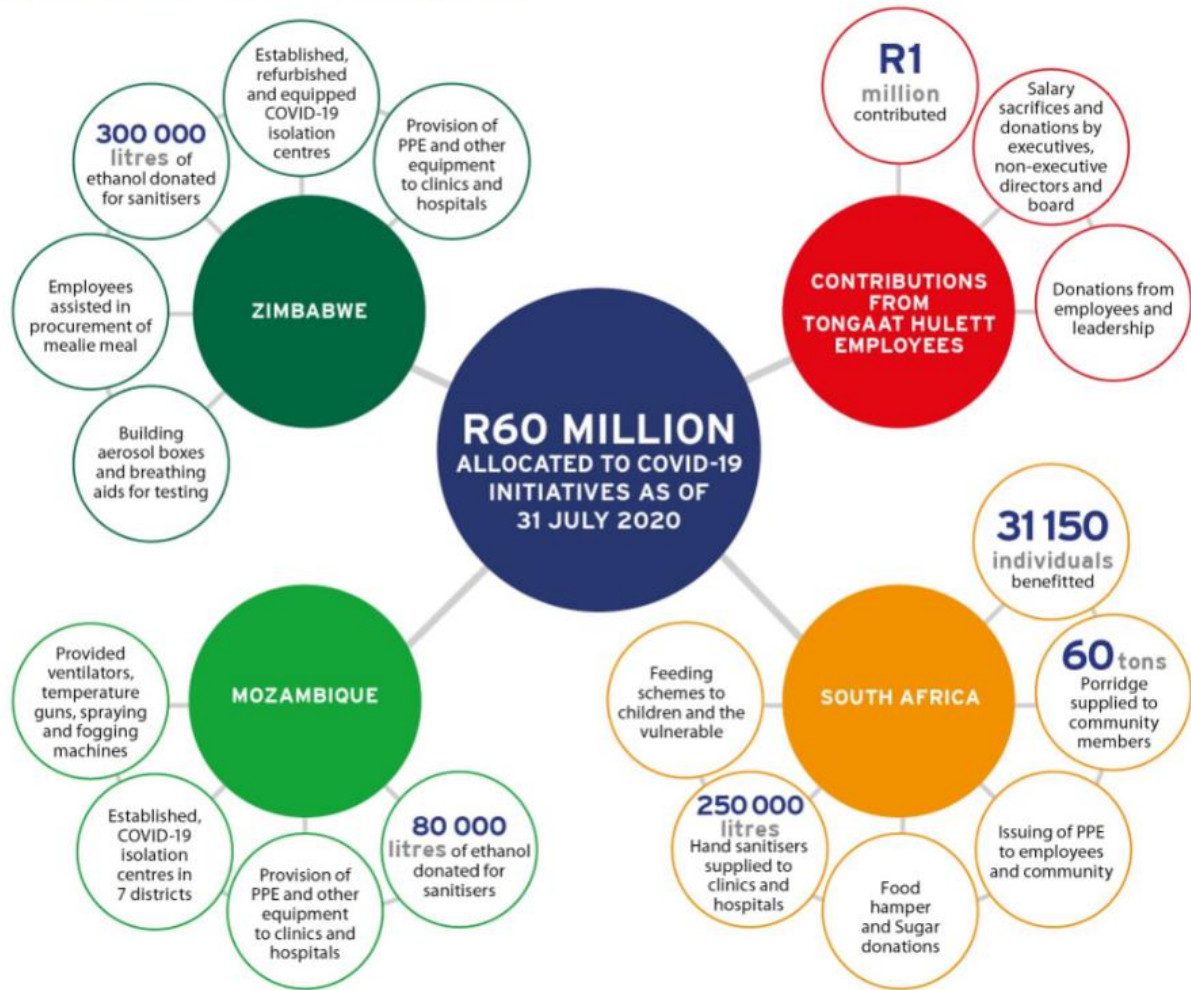 R60 MILLION
ALLOCATED TO COVID-19
INITIATIVES AS OF
31 JULY 2020
ZIMBABWE
Building
aerosol boxes
and breathing
aids for testing
Employees
assisted in
procurement of
mealie meal
300 000
litres of
ethanol donated
for sanitisers
Established,
refurbished
and equipped
COVID-19
isolation
centres
Provision of
PPE and other
equipment
to clinics and
hospitals
CONTRIBUTIONS
FROM
TONGAAT HULETT
EMPLOYEES
R1
million
contributed
Salary
sacrifices and
donations by
executives,
non-executive
directors and
board
Donations from
employees and
leadership
MOZAMBIQUE
Provided
ventilators,
temperature
guns, spraying
and fogging
machines
Established,
COVID-19
isolation
centres in
7 districts
Provision of
PPE and other
equipment
to clinics and
hospitals
80 000
litres of ethanol
donated for
sanitisers
SOUTH AFRICA
31 150
individuals
benefitted
60 tons
Porridge
supplied to
community
members
Issuing of PPE
to employees
and community
Food
hamper
and Sugar
donations
250 000
litres
Hand sanitisers
supplied to
clinics and
hospitals
Feeding
schemes to
children and the
vulnerable